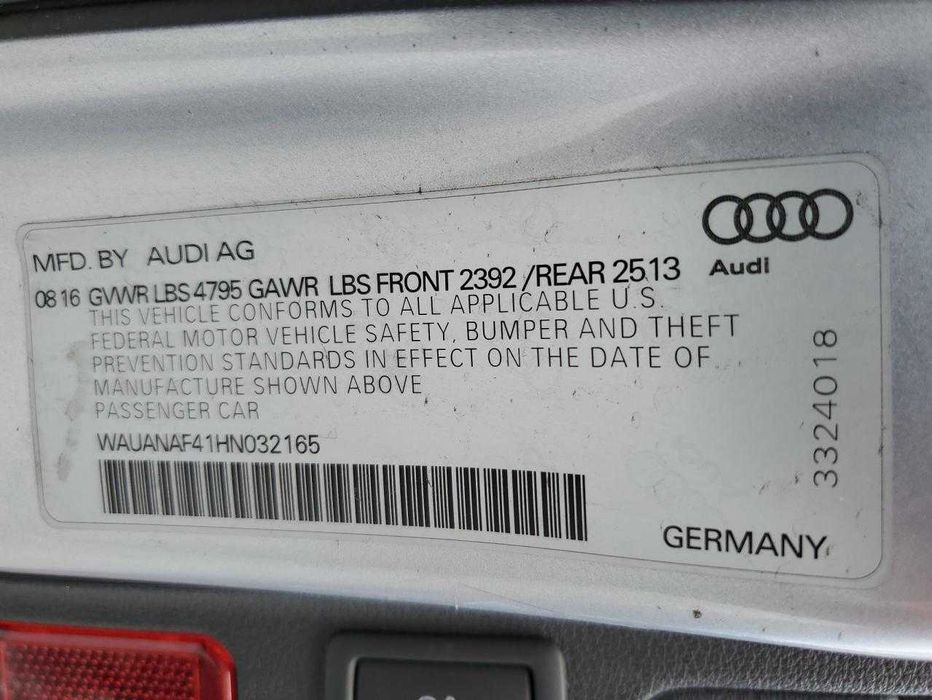 MFD. BY AUDI AG
Audi
08 16 GVWR LBS 4795 GAWR LBS FRONT 2392 / REAR 2513
THIS VEHICLE CONFORMS TO ALL APPLICABLE U.S.
FEDERAL MOTOR VEHICLE SAFETY, BUMPER AND THEFT
PREVENTION STANDARDS IN EFFECT ON THE DATE OF
MANUFACTURE SHOWN ABOVE
PASSENGER CAR
WAUANAF41HN032165
3324018
GERMANY